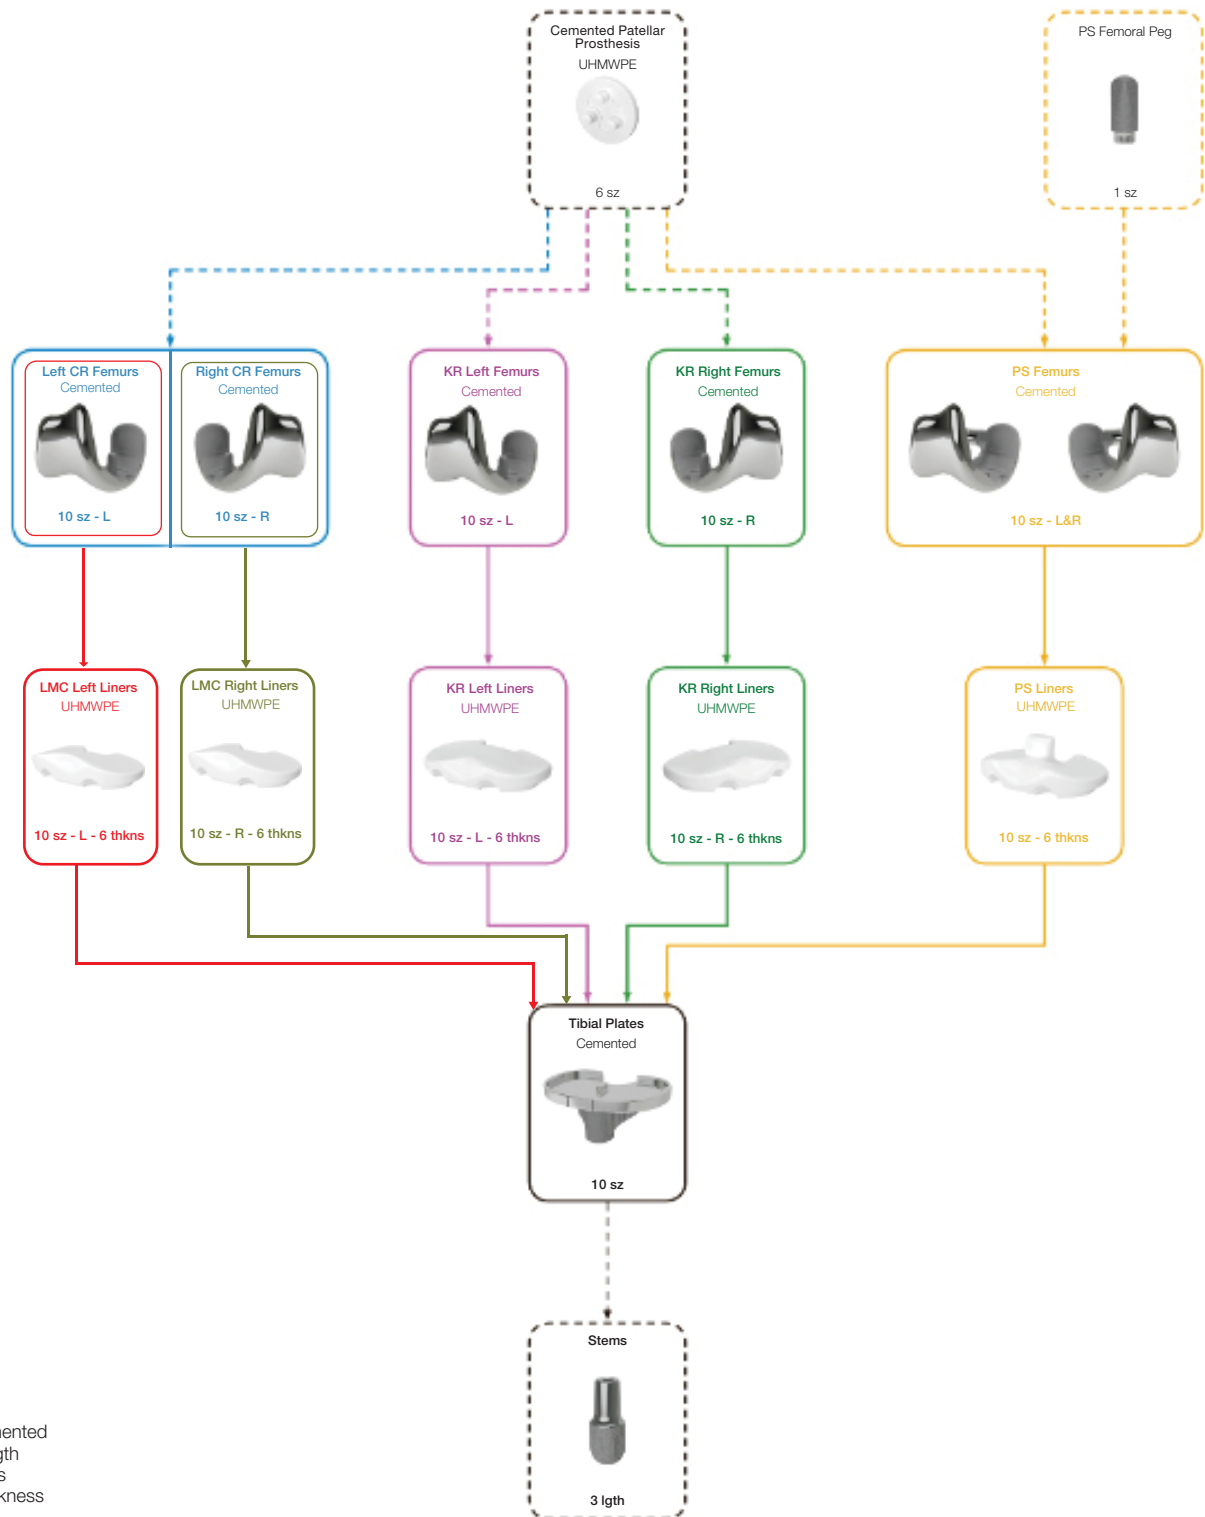 Cemented Patellar
Prosthesis
UHMWPE
6 sz
PS Femoral Peg
1 sz
Left CR Femurs
Cemented
10 sz - L
Right CR Femurs
Cemented
10 sz - R
KR Left Femurs
Cemented
10 sz - L
KR Right Femurs
Cemented
10 sz - R
PS Femurs
Cemented
10 sz - L&R
LMC Left Liners
UHMWPE
10 sz - L - 6 thkns
LMC Right Liners
UHMWPE
10 sz - R - 6 thkns
KR Left Liners
UHMWPE
10 sz - L - 6 thkns
KR Right Liners
UHMWPE
10 sz - R - 6 thkns
PS Liners
UHMWPE
10 sz - 6 thkns
Tibial Plates
Cemented
10 sz
Stems
3 lgth